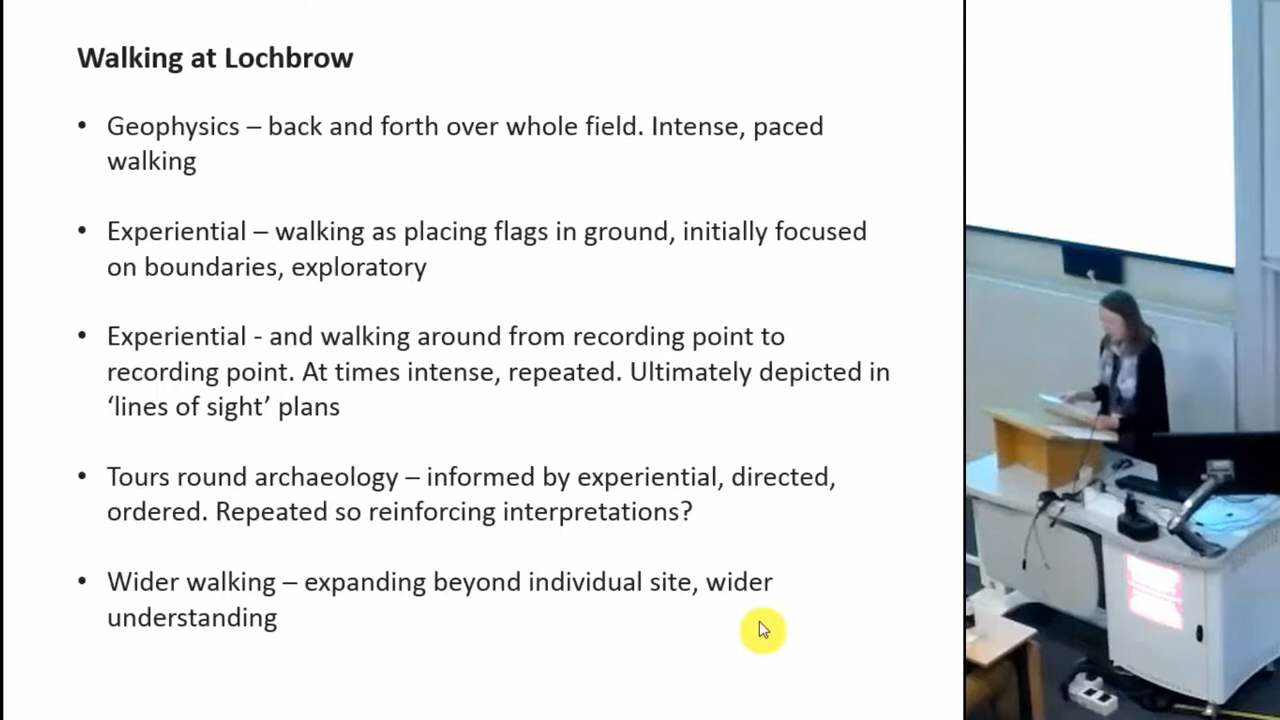 Walking at Lochbrow
• Geophysics – back and forth over whole field. Intense, paced
walking
• Experiential – walking as placing flags in ground, initially focused
on boundaries, exploratory
• Experiential - and walking around from recording point to
recording point. At times intense, repeated. Ultimately depicted in
‘lines of sight’ plans
• Tours round archaeology – informed by experiential, directed,
ordered. Repeated so reinforcing interpretations?
• Wider walking – expanding beyond individual site, wider
understanding